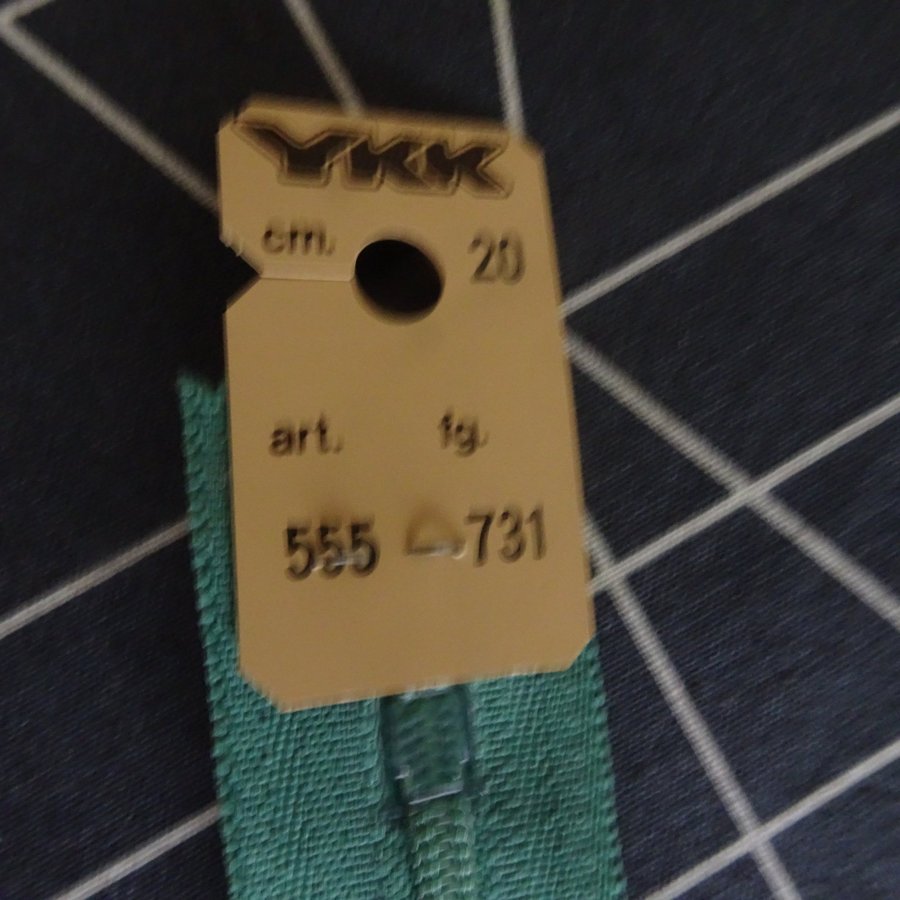 YKK
cm. 20
art. fg.
555 731